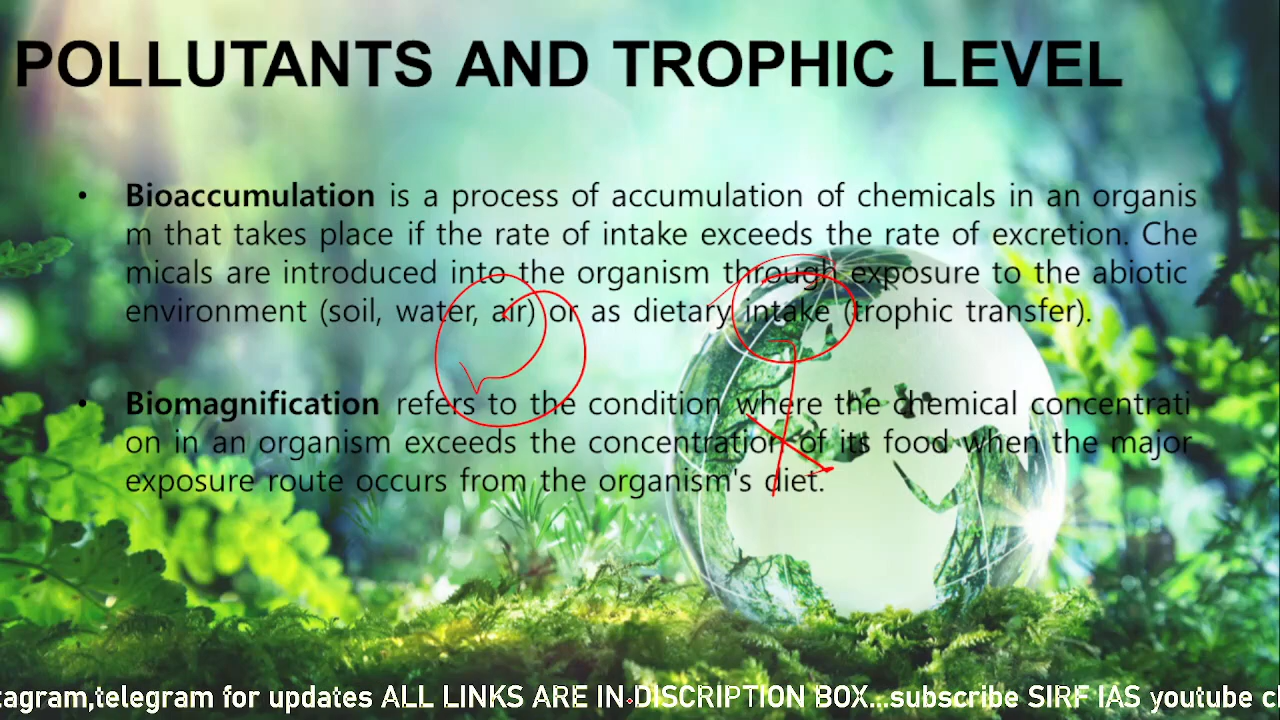 POLLUTANTS AND TROPHIC LEVEL
• Bioaccumulation is a process of accumulation of chemicals in an organis
m that takes place if the rate of intake exceeds the rate of excretion. Che
micals are introduced into the organism through exposure to the abiotic
environment (soil, water, air) or as dietary intake (trophic transfer).
• Biomagnification refers to the condition where the chemical concentrati
on in an organism exceeds the concentration of its food when the major
exposure route occurs from the organism's diet.
tagram,telegram for updates ALL LINKS ARE IN DISCRIPTION BOX...subscribe SIRF IAS youtube c